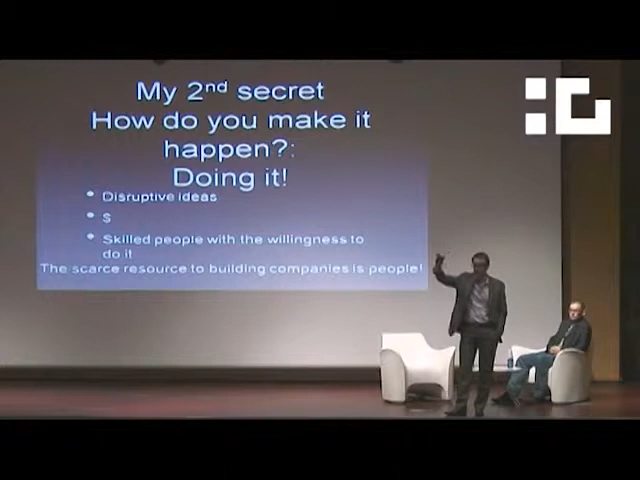 My 2nd secret
How do you make it
happen?:
Doing it!
• Disruptive ideas
• $
• Skilled people with the willingness to
do it
The scarce resource to building companies is people!